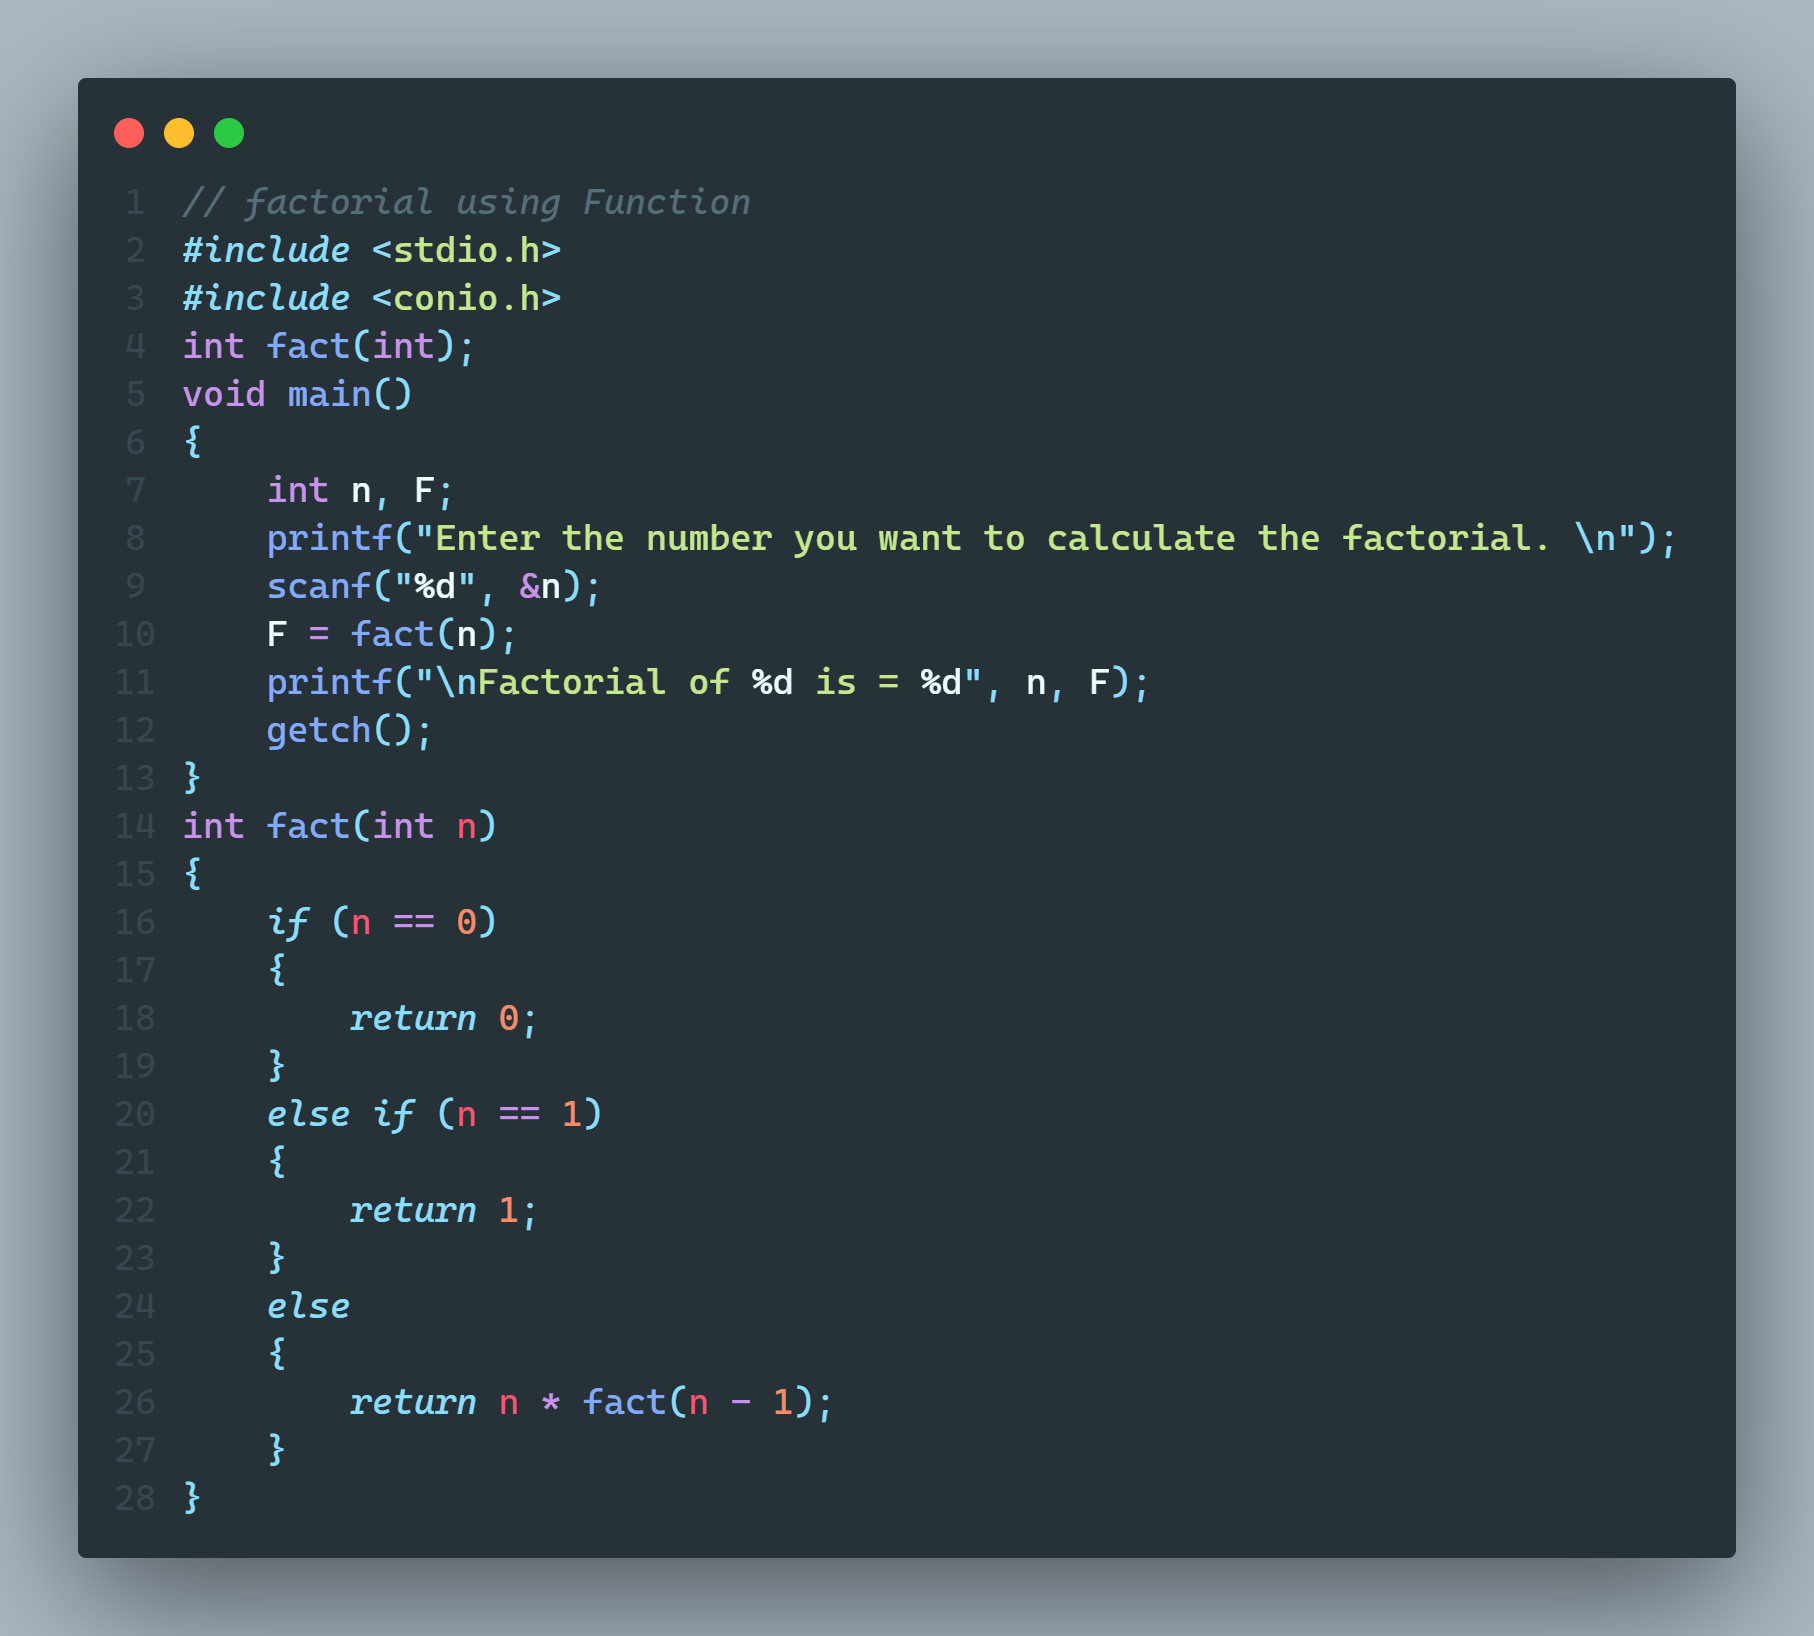 1 // factorial using Function
2 #include <stdio.h>
3 #include <conio.h>
4 int fact(int);
5 void main()
6 {
7     int n, F;
8     printf("Enter the number you want to calculate the factorial. \n");
9     scanf("%d", &n);
10     F = fact(n);
11     printf("\nFactorial of %d is = %d", n, F);
12     getch();
13 }
14 int fact(int n)
15 {
16     if (n == 0)
17     {
18         return 0;
19     }
20     else if (n == 1)
21     {
22         return 1;
23     }
24     else
25     {
26         return n * fact(n - 1);
27     }
28 }